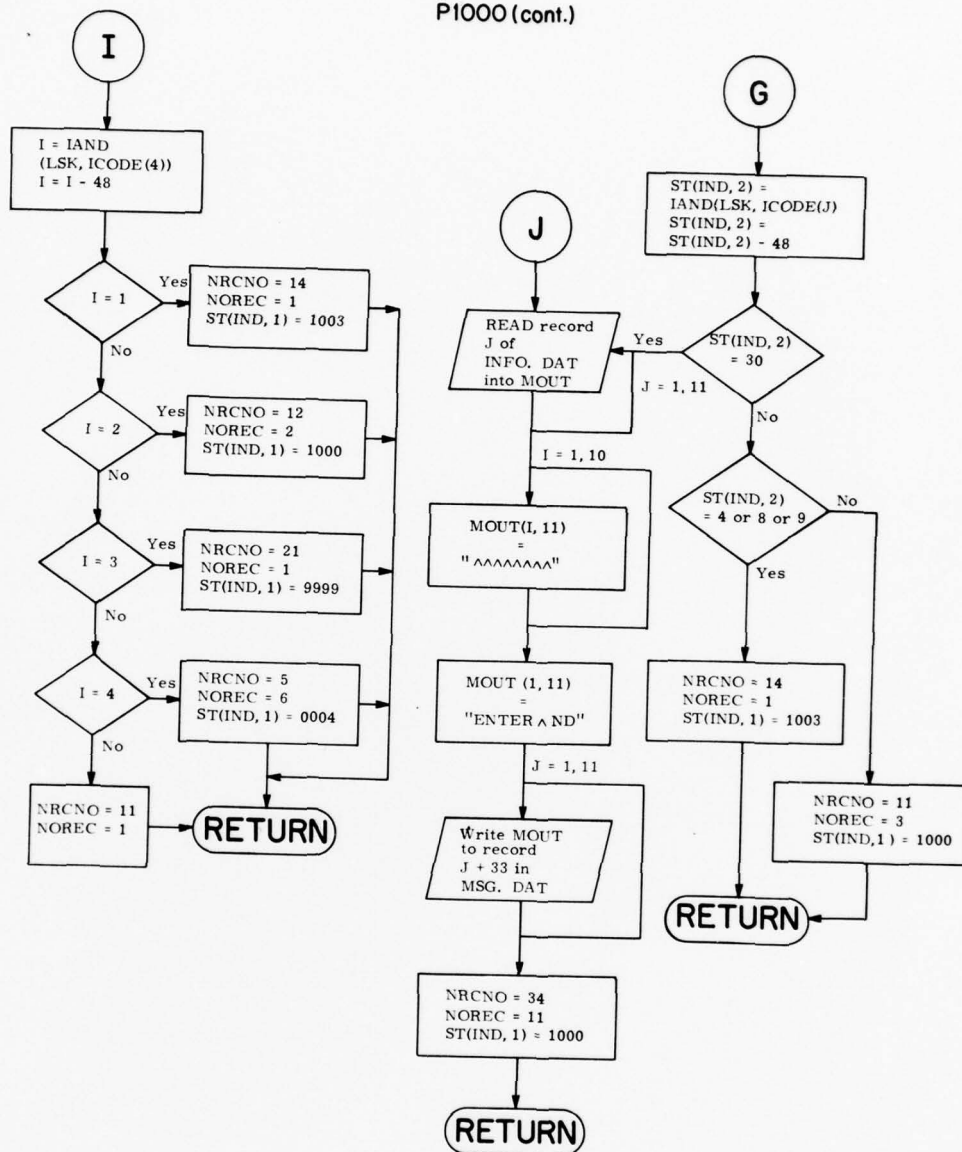 P1000 (cont.)
I
I = IAND
(LSK, ICODE(4))
I = I - 48
I = 1
Yes
NRCNO = 14
NOREC = 1
ST(IND, 1) = 1003
No
I = 2
Yes
NRCNO = 12
NOREC = 2
ST(IND, 1) = 1000
No
I = 3
Yes
NRCNO = 21
NOREC = 1
ST(IND, 1) = 9999
No
I = 4
Yes
NRCNO = 5
NOREC = 6
ST(IND, 1) = 0004
No
NRCNO = 11
NOREC = 1
RETURN
J
READ record
J of
INFO. DAT
into MOUT
J = 1, 11
I = 1, 10
MOUT(I, 11)
=
" ^^^^^^^^"
MOUT (1, 11)
=
"ENTER ^ ND"
J = 1, 11
Write MOUT
to record
J + 33 in
MSG. DAT
NRCNO = 34
NOREC = 11
ST(IND, 1) = 1000
RETURN
G
ST(IND, 2) =
IAND(LSK, ICODE(J)
ST(IND, 2) =
ST(IND, 2) - 48
ST(IND, 2)
= 30
Yes
No
ST(IND, 2)
= 4 or 8 or 9
No
Yes
NRCNO = 14
NOREC = 1
ST(IND, 1) = 1003
NRCNO = 11
NOREC = 3
ST(IND,1) = 1000
RETURN